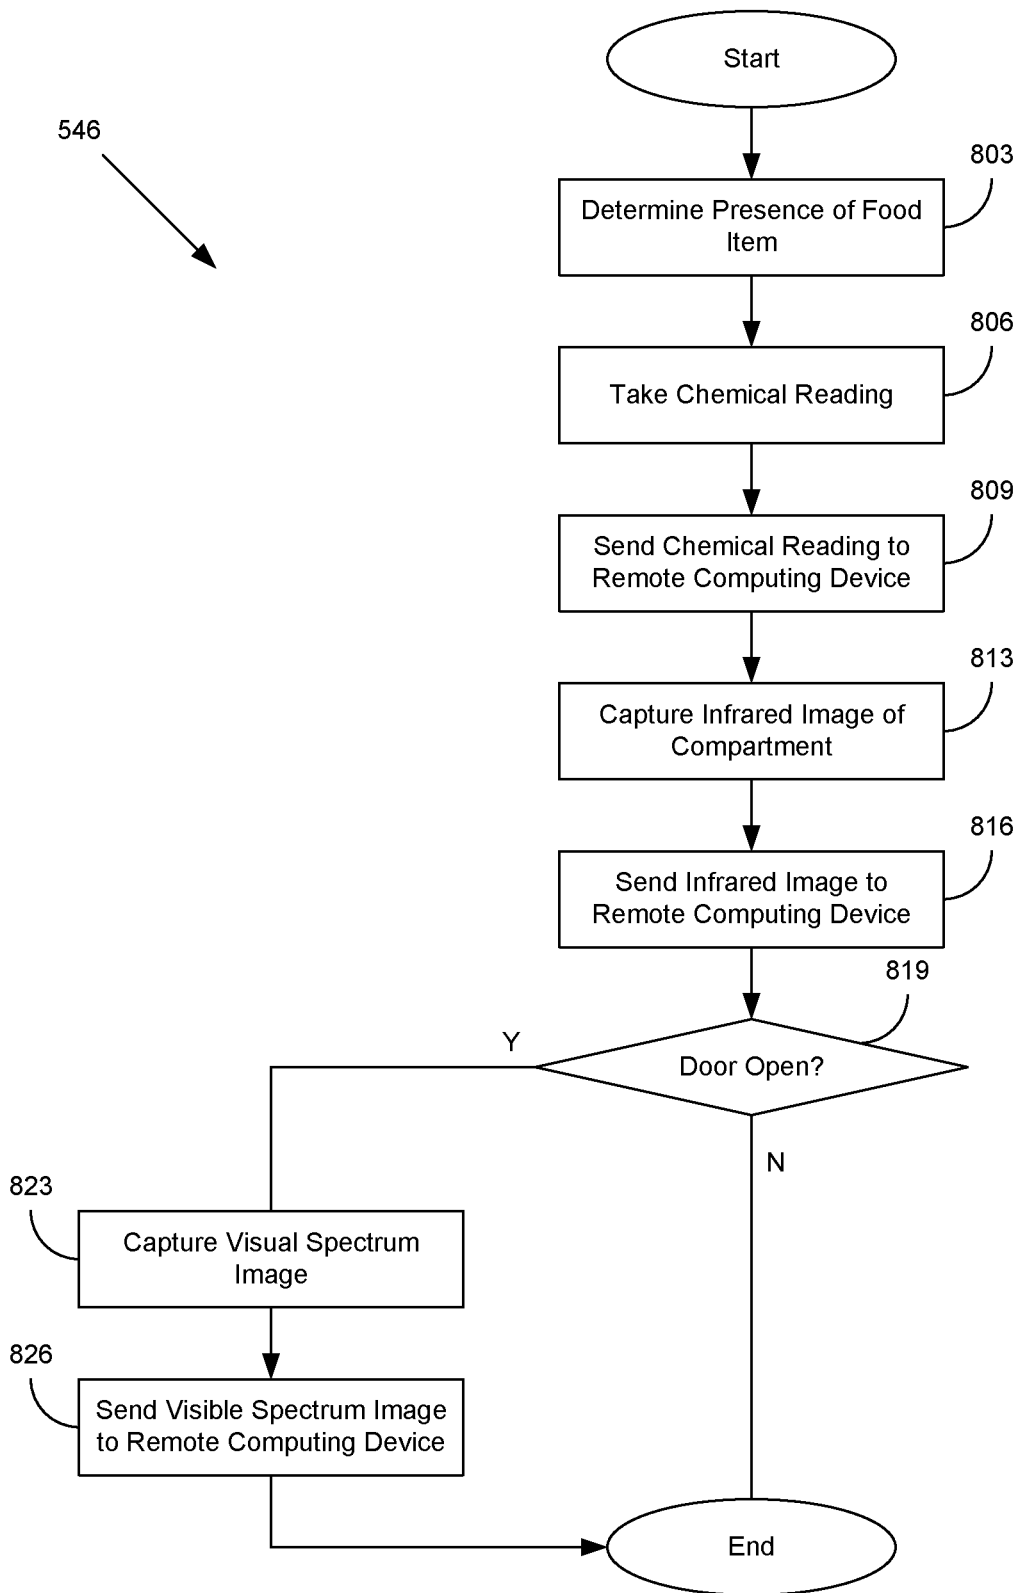 Start
546
803
Determine Presence of Food
Item
806
Take Chemical Reading
809
Send Chemical Reading to
Remote Computing Device
813
Capture Infrared Image of
Compartment
816
Send Infrared Image to
Remote Computing Device
819
Door Open?
Y
N
823
Capture Visual Spectrum
Image
826
Send Visible Spectrum Image
to Remote Computing Device
End